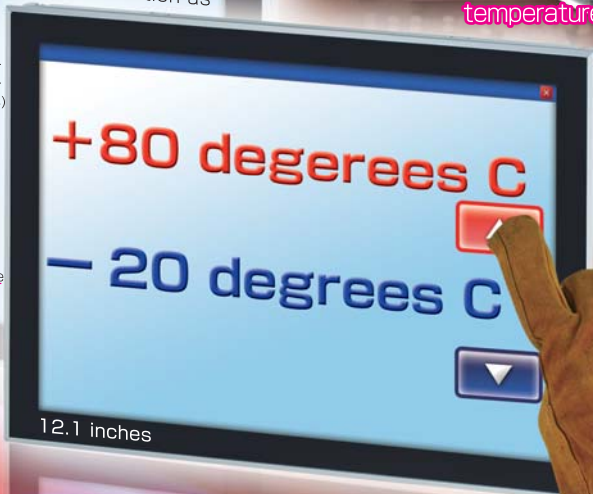 temperature
+80 degerees C
− 20 degrees C
12.1 inches